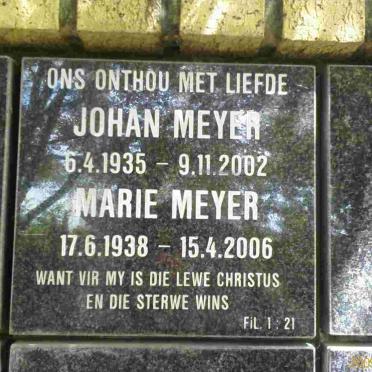 ONS ONTHOU MET LIEFDE
JOHAN MEYER
6.4.1935 - 9.11.2002
MARIE MEYER
17.6.1938 - 15.4.2006
WANT VIR MY IS DIE LEWE CHRISTUS
EN DIE STERWE WINS
FiL. 1 : 21